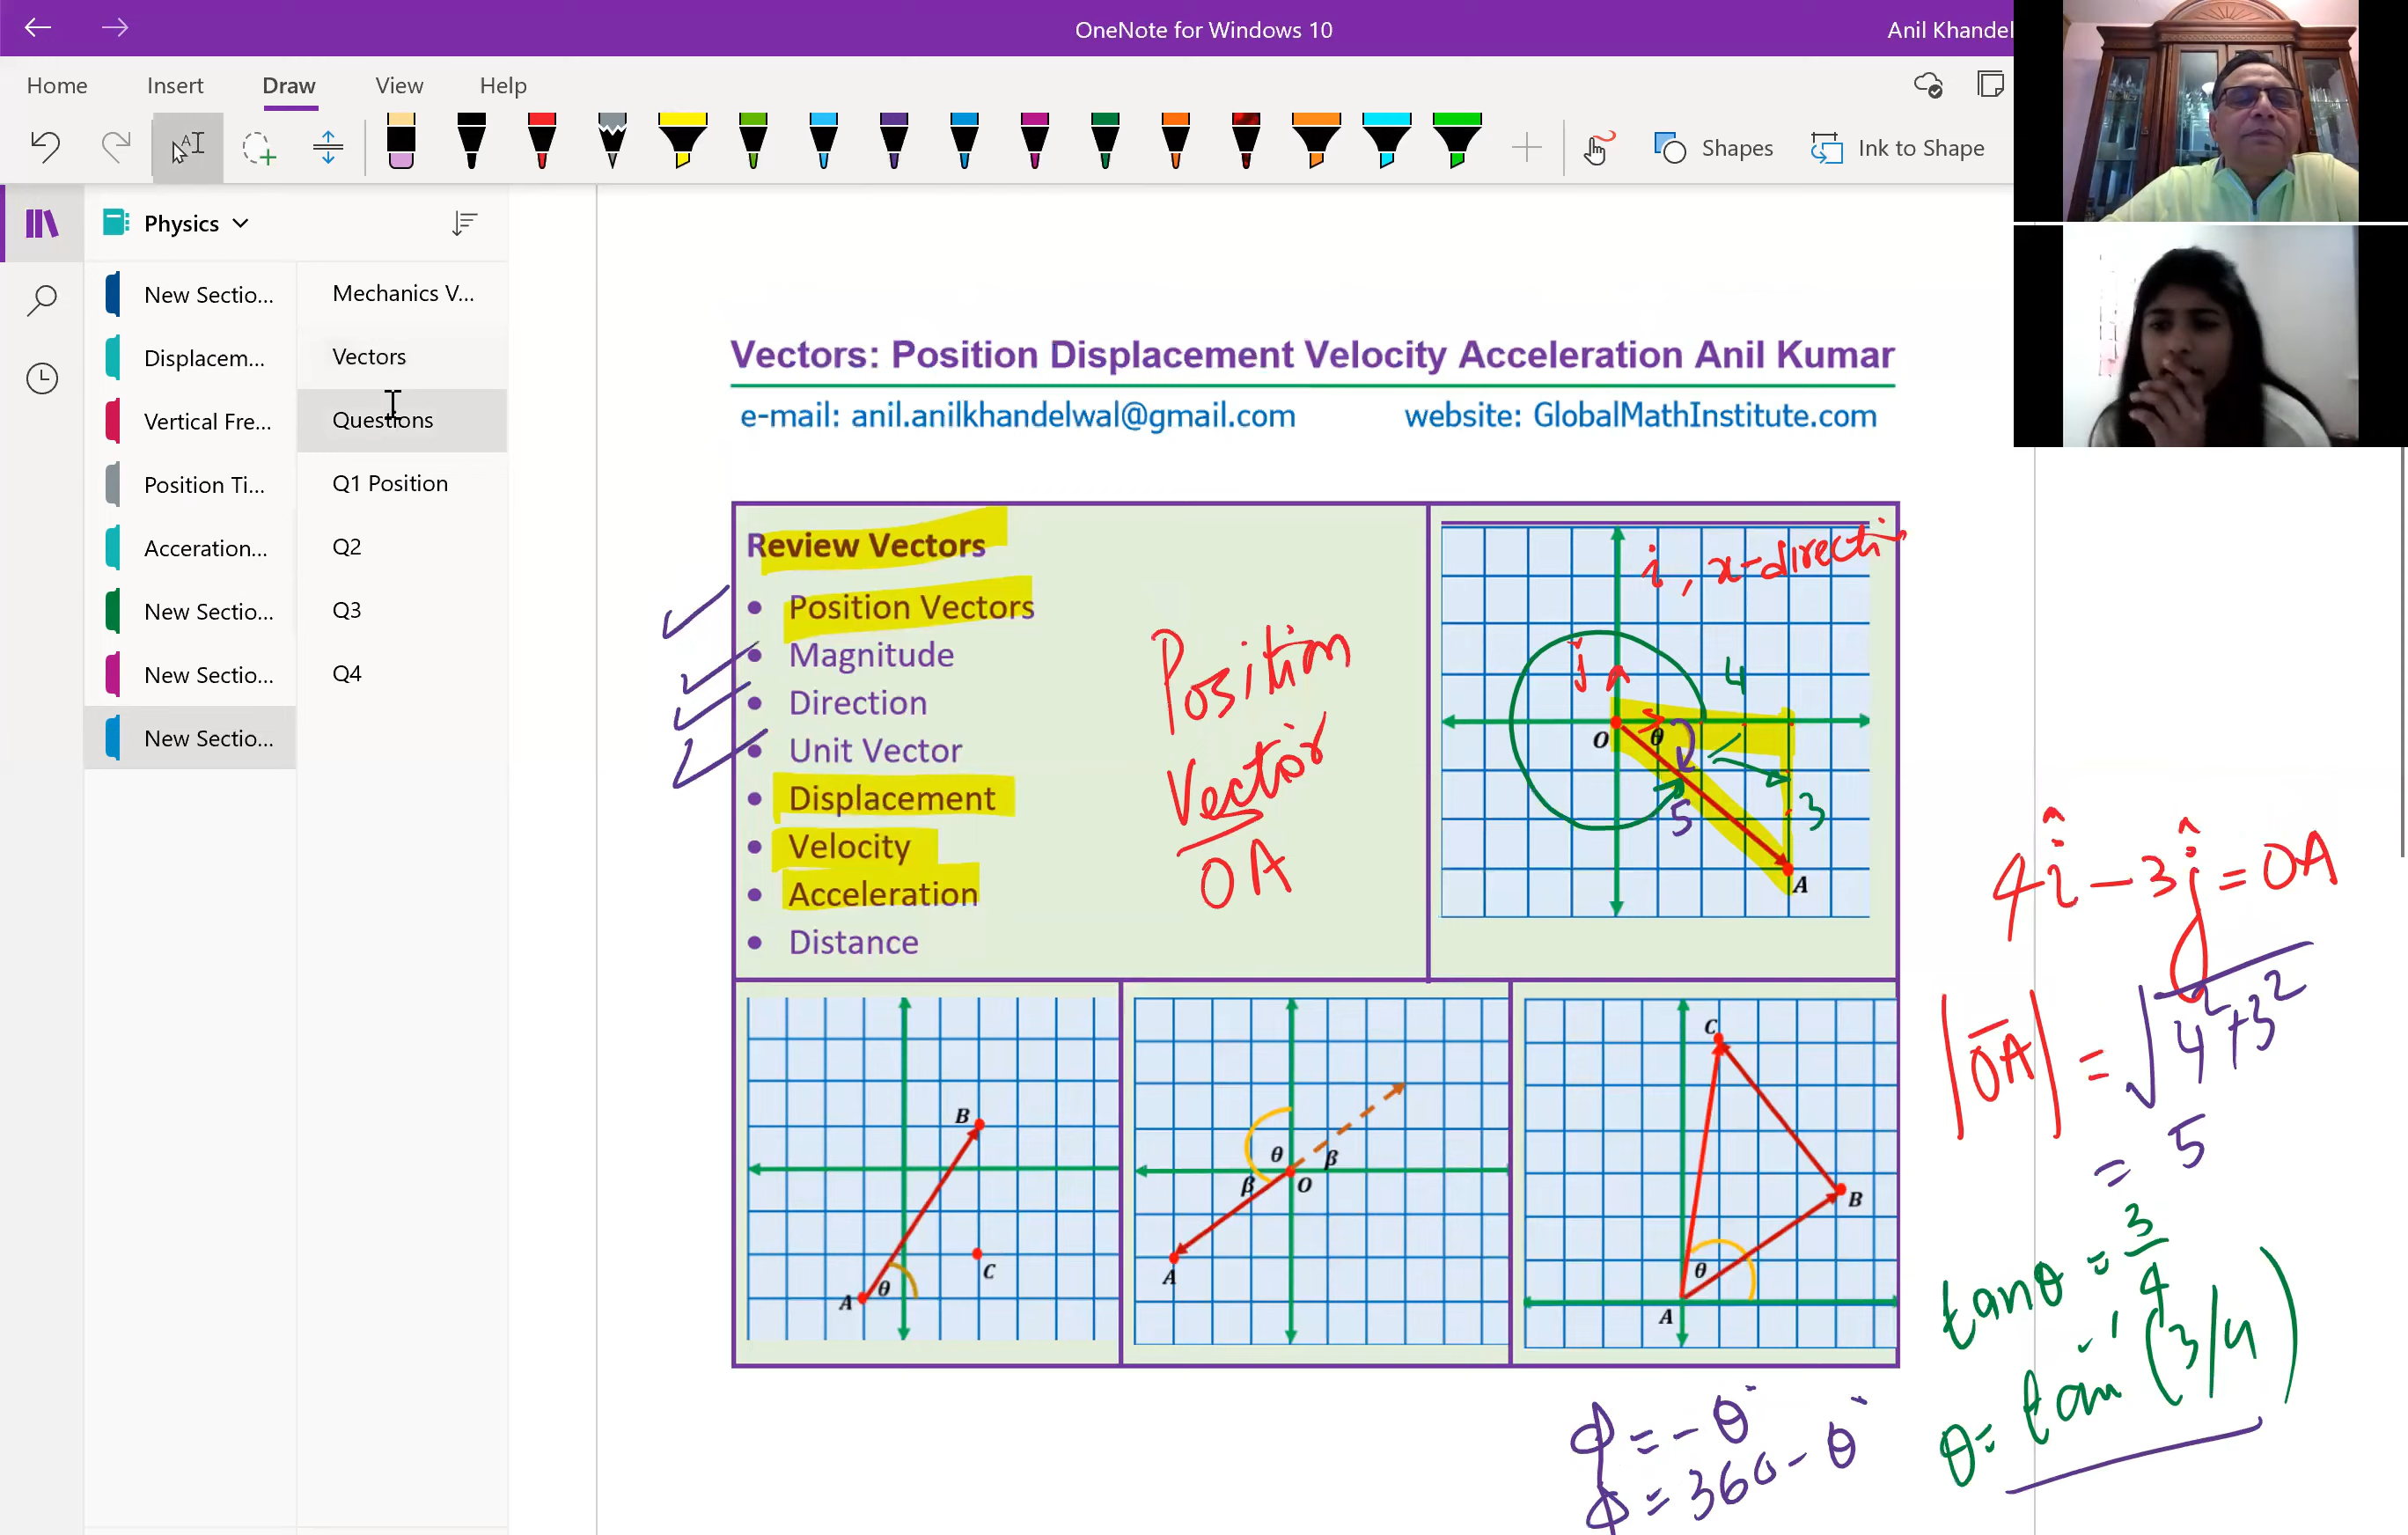 OneNote for Windows 10
Anil Khandel
Home Insert Draw View Help
Shapes Ink to Shape
Physics
New Sectio...
Displacem...
Vertical Fre...
Position Ti...
Acceration...
New Sectio...
New Sectio...
New Sectio...
Mechanics V...
Vectors
Questions
Q1 Position
Q2
Q3
Q4
Vectors: Position Displacement Velocity Acceleration Anil Kumar
e-mail: anil.anilkhandelwal@gmail.com website: GlobalMathInstitute.com
Review Vectors
• Position Vectors
• Magnitude
• Direction
• Unit Vector
• Displacement
• Velocity
• Acceleration
• Distance
Position
Vector
OA
i, x-directi
j
4
O θ
5
3
A
B
A θ
C
θ β
β O
A
C
B
θ
A
4î - 3ĵ = OA
|OA| = √4²+3²
= 5
tanθ = 3/4
θ = tan⁻¹(3/4)
φ = -θ°
φ = 360 - θ°